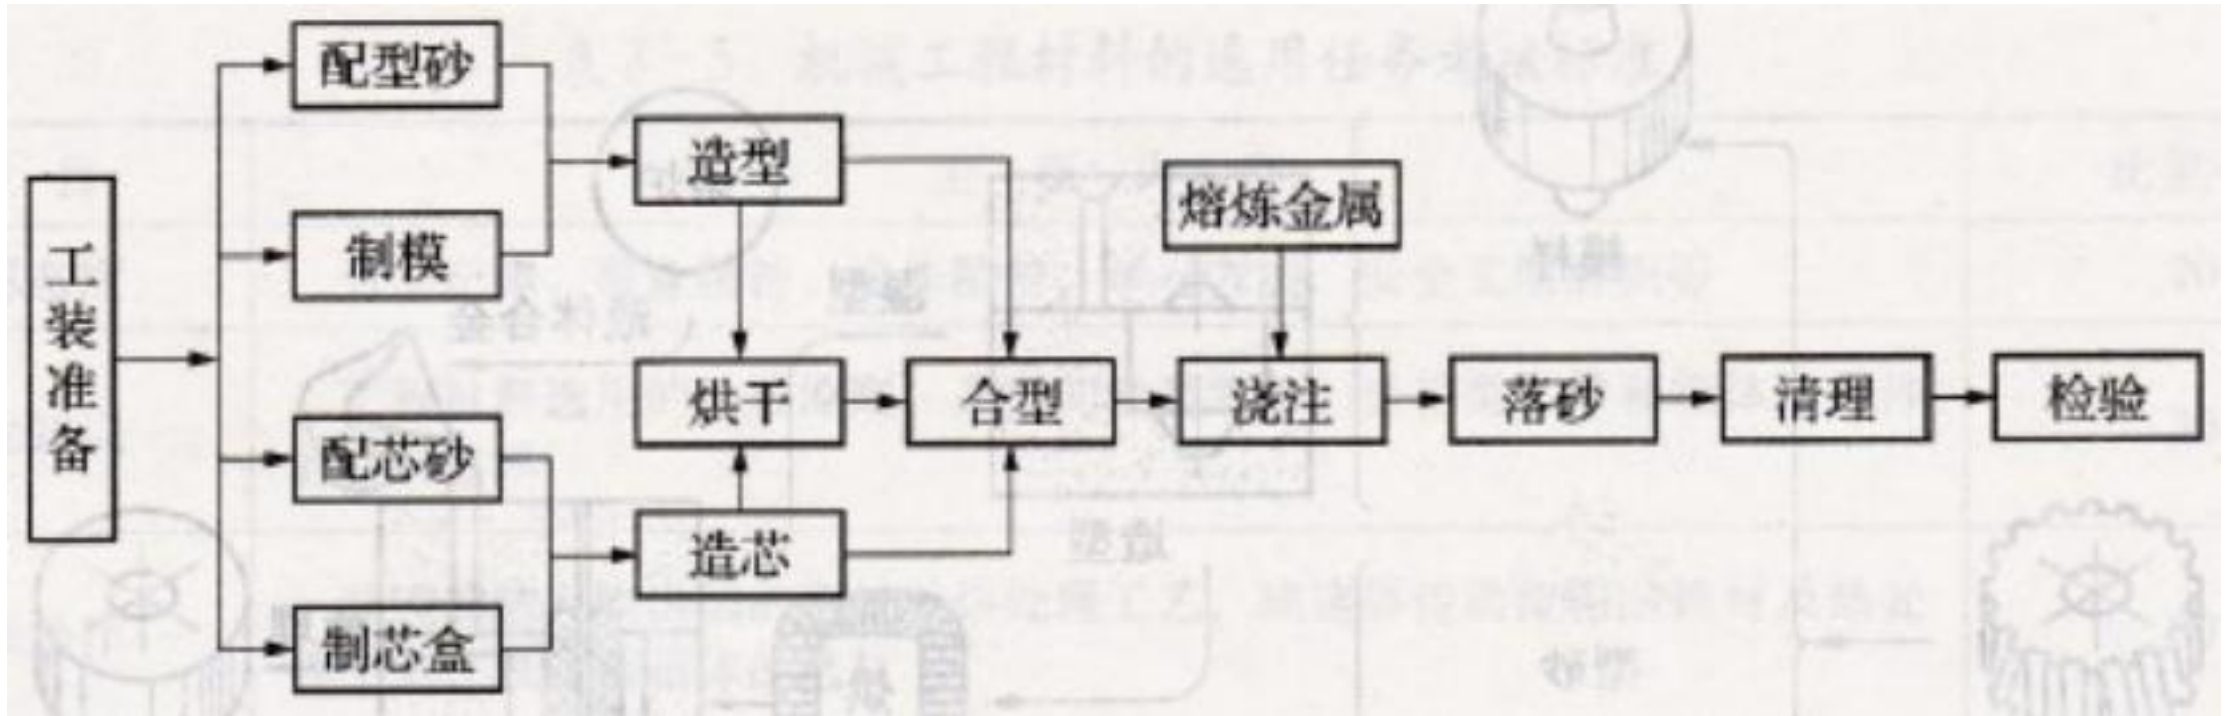 配型砂
制模
工装准备
配芯砂
制芯盒
造型
烘干
造芯
合型
熔炼金属
浇注
落砂
清理
检验